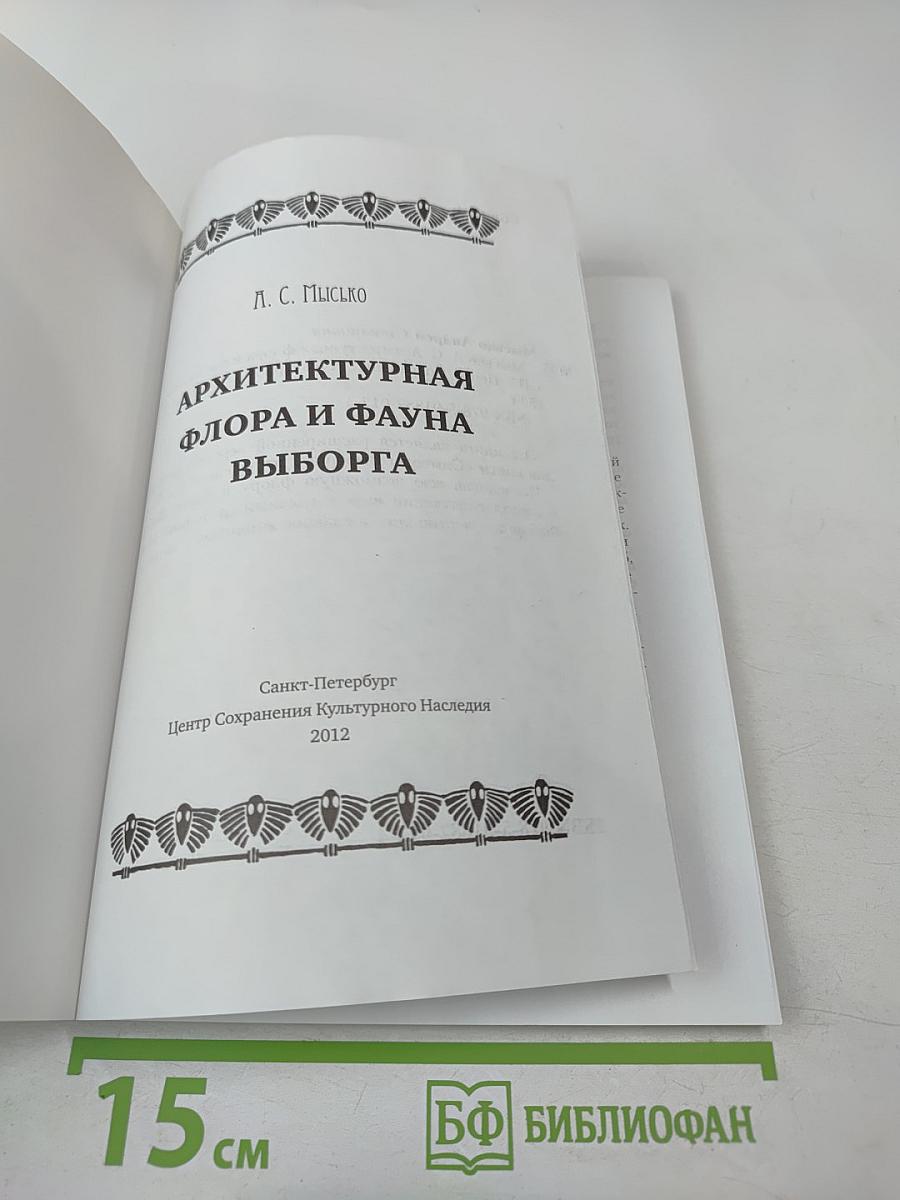 А. С. Мысько
АРХИТЕКТУРНАЯ
ФЛОРА И ФАУНА
ВЫБОРГА
Санкт-Петербург
Центр Сохранения Культурного Наследия
2012
15 см
БФ БИБЛИОФАН